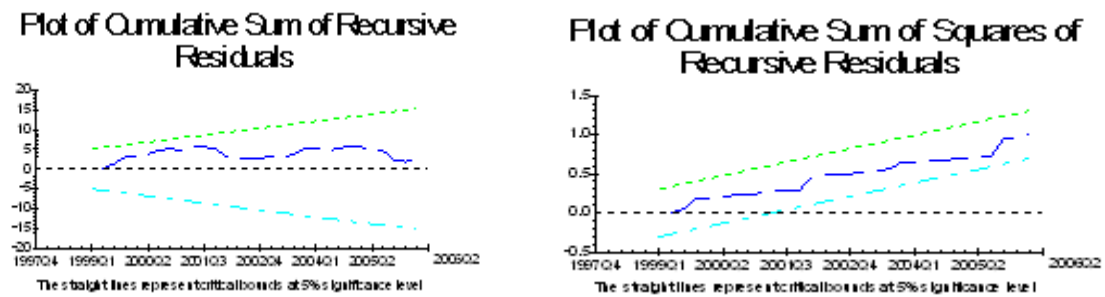 Plot of Cumulative Sum of Recursive
Residuals
20
15
10
5
0
-5
-10
-15
-20
1997Q4 1999Q1 2000Q2 2001Q3 2002Q4 2004Q1 2005Q2 2006Q2
The straight lines represent critical bounds at 5% significance level
Plot of Cumulative Sum of Squares of
Recursive Residuals
1.5
1.0
0.5
0.0
-0.5
1997Q4 1999Q1 2000Q2 2001Q3 2002Q4 2004Q1 2005Q2 2006Q2
The straight lines represent critical bounds at 5% significance level